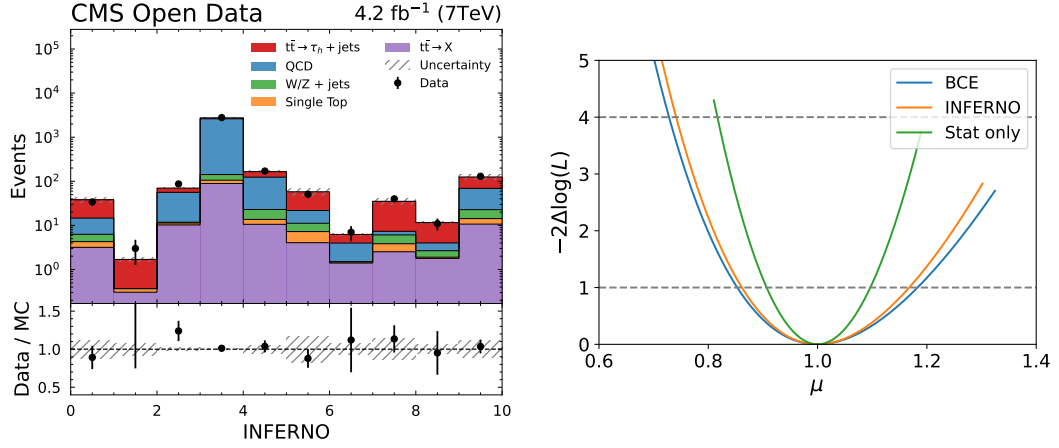 CMS Open Data
4.2 fb⁻¹ (7TeV)
tt̄→ τₕ + jets
QCD
W/Z + jets
Single Top
tt̄→ X
Uncertainty
Data
10⁵
10⁴
10³
10²
10¹
10⁰
Events
1.5
1.0
0.5
Data / MC
0 2 4 6 8 10
INFERNO
BCE
INFERNO
Stat only
5
4
3
2
1
0
−2Δlog(L)
0.6 0.8 1.0 1.2 1.4
μ